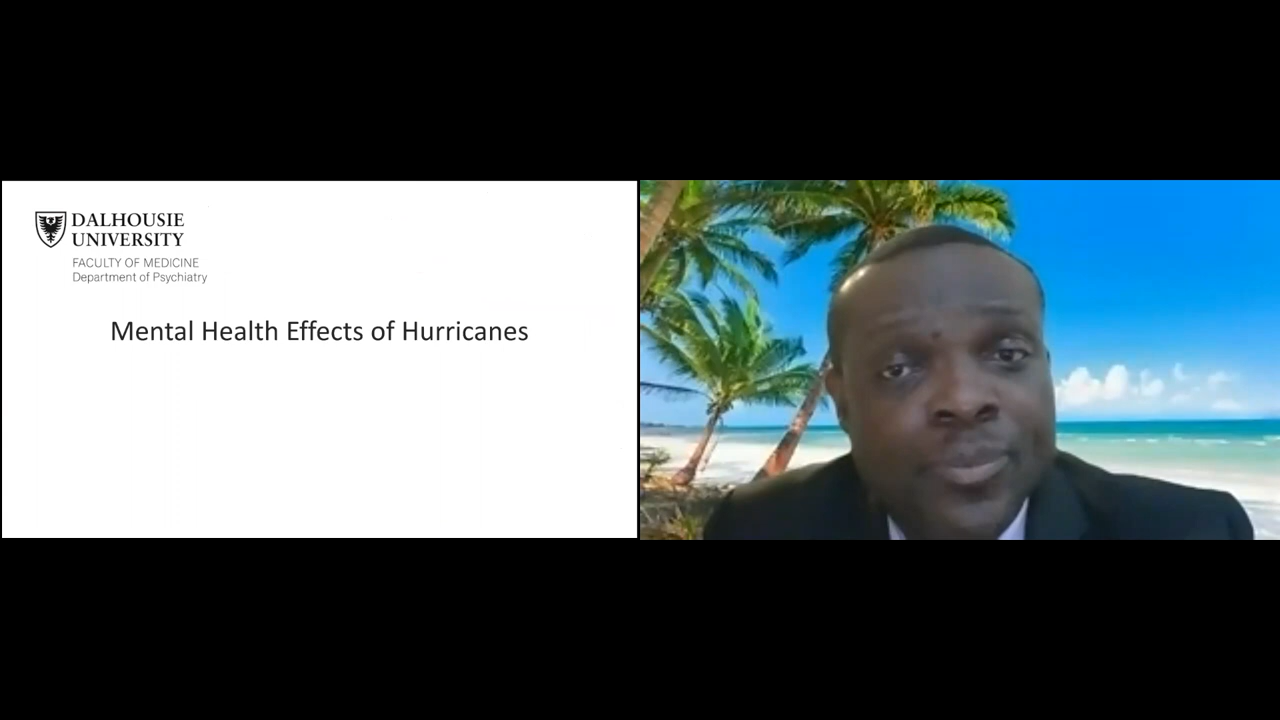 DALHOUSIE
UNIVERSITY
FACULTY OF MEDICINE
Department of Psychiatry
Mental Health Effects of Hurricanes